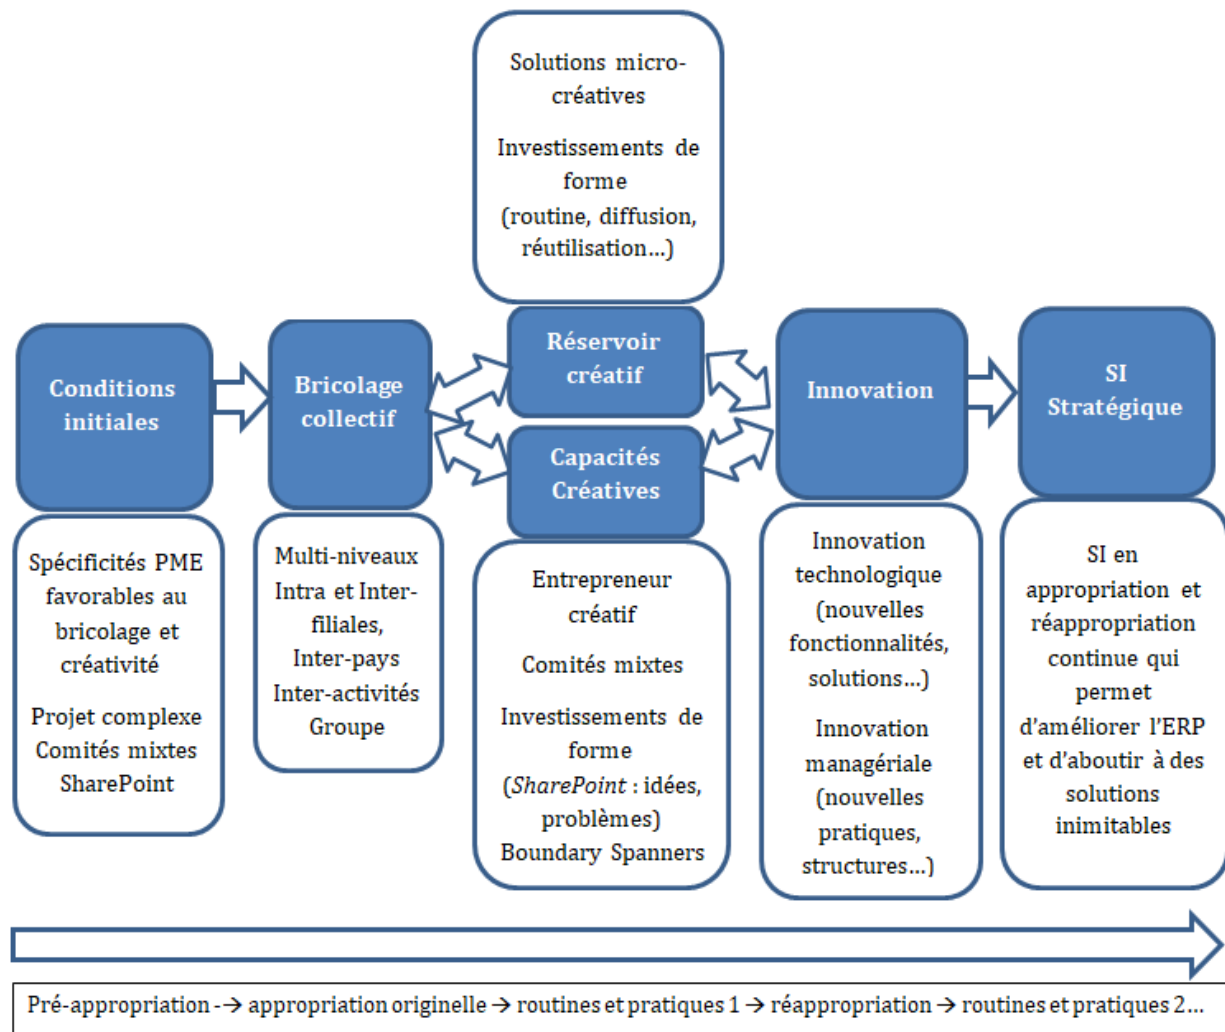 Solutions micro-
créatives
Investissements de
forme
(routine, diffusion,
réutilisation…)
Conditions
initiales
Bricolage
collectif
Réservoir
créatif
Capacités
Créatives
Innovation
SI
Stratégique
Spécificités PME
favorables au
bricolage et
créativité
Projet complexe
Comités mixtes
SharePoint
Multi-niveaux
Intra et Inter-
filiales,
Inter-pays
Inter-activités
Groupe
Entrepreneur
créatif
Comités mixtes
Investissements de
forme
(SharePoint : idées,
problèmes)
Boundary Spanners
Innovation
technologique
(nouvelles
fonctionnalités,
solutions…)
Innovation
managériale
(nouvelles
pratiques,
structures…)
SI en
appropriation et
réappropriation
continue qui
permet
d’améliorer l’ERP
et d’aboutir à des
solutions
inimitables
Pré-appropriation -→ appropriation originelle → routines et pratiques 1 → réappropriation → routines et pratiques 2…